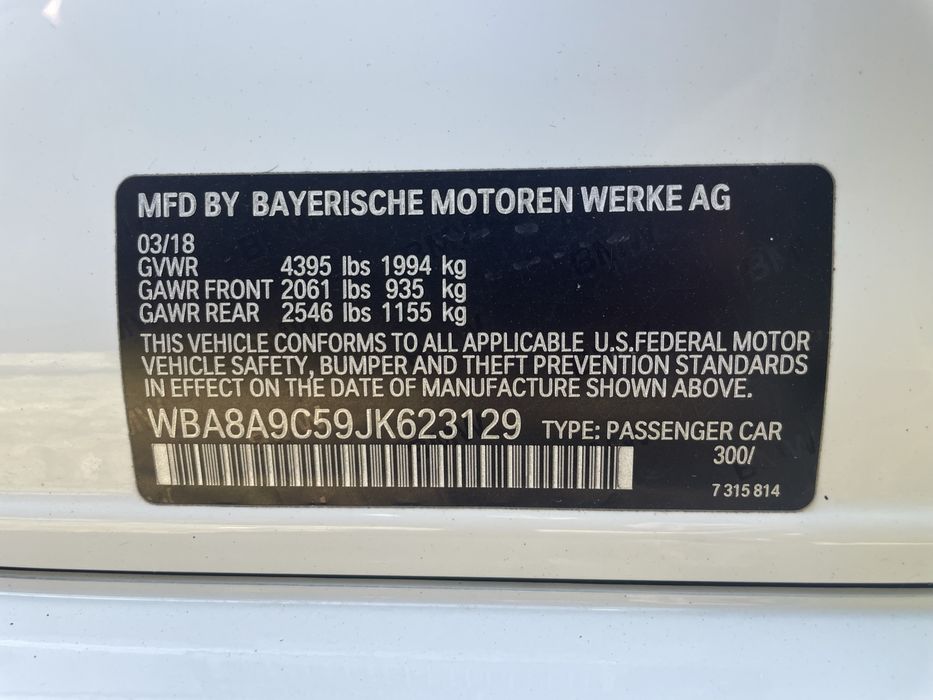 MFD BY BAYERISCHE MOTOREN WERKE AG
03/18
GVWR 4395 lbs 1994 kg
GAWR FRONT 2061 lbs 935 kg
GAWR REAR 2546 lbs 1155 kg
THIS VEHICLE CONFORMS TO ALL APPLICABLE U.S.FEDERAL MOTOR
VEHICLE SAFETY, BUMPER AND THEFT PREVENTION STANDARDS
IN EFFECT ON THE DATE OF MANUFACTURE SHOWN ABOVE.
WBA8A9C59JK623129 TYPE: PASSENGER CAR
300/
7 315 814